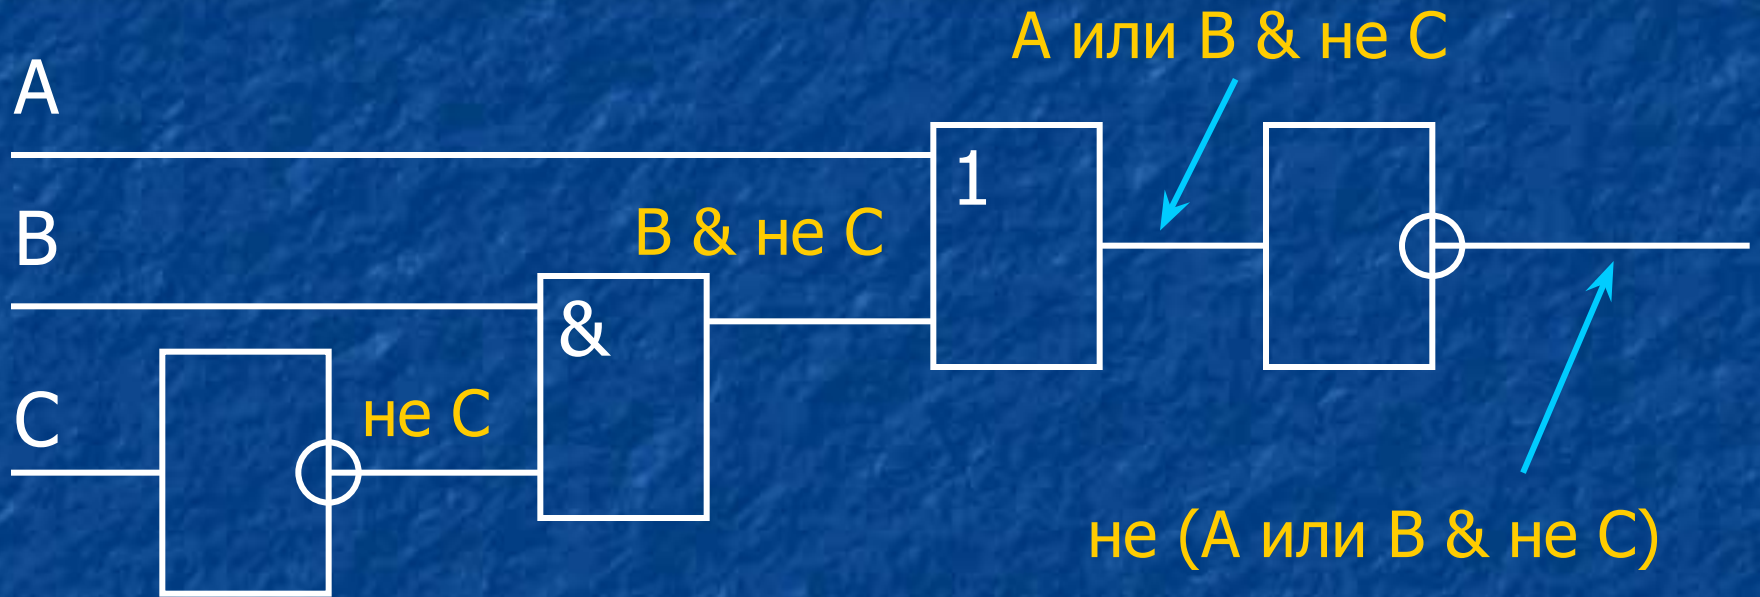 А или В & не С
А
1
В
В & не С
&
С
не С
не (А или В & не С)